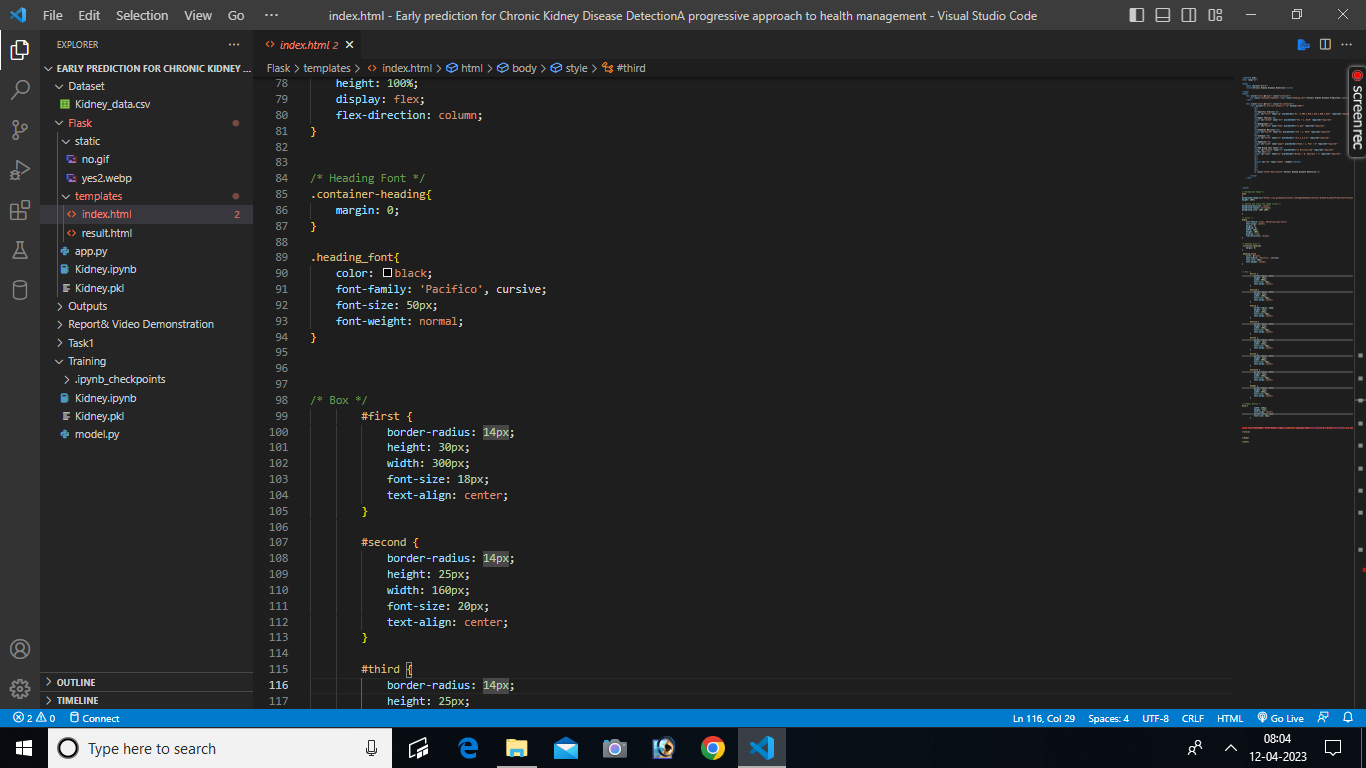 File Edit Selection View Go ··· index.html - Early prediction for Chronic Kidney Disease DetectionA progressive approach to health management - Visual Studio Code
EXPLORER ···
EARLY PREDICTION FOR CHRONIC KIDNEY ...
Dataset
Kidney_data.csv
Flask
static
no.gif
yes2.webp
templates
index.html 2
result.html
app.py
Kidney.ipynb
Kidney.pkl
Outputs
Report& Video Demonstration
Task1
Training
.ipynb_checkpoints
Kidney.ipynb
Kidney.pkl
model.py
OUTLINE
TIMELINE
index.html 2
Flask > templates > index.html > html > body > style > #third
78 height: 100%;
79 display: flex;
80 flex-direction: column;
81 }
82
83
84 /* Heading Font */
85 .container-heading{
86 margin: 0;
87 }
88
89 .heading_font{
90 color: black;
91 font-family: 'Pacifico', cursive;
92 font-size: 50px;
93 font-weight: normal;
94 }
95
96
97
98 /* Box */
99 #first {
100 border-radius: 14px;
101 height: 30px;
102 width: 300px;
103 font-size: 18px;
104 text-align: center;
105 }
106
107 #second {
108 border-radius: 14px;
109 height: 25px;
110 width: 160px;
111 font-size: 20px;
112 text-align: center;
113 }
114
115 #third {
116 border-radius: 14px;
117 height: 25px;
screenrec
2 0 Connect Ln 116, Col 29 Spaces: 4 UTF-8 CRLF HTML Go Live
Type here to search
08:04
12-04-2023